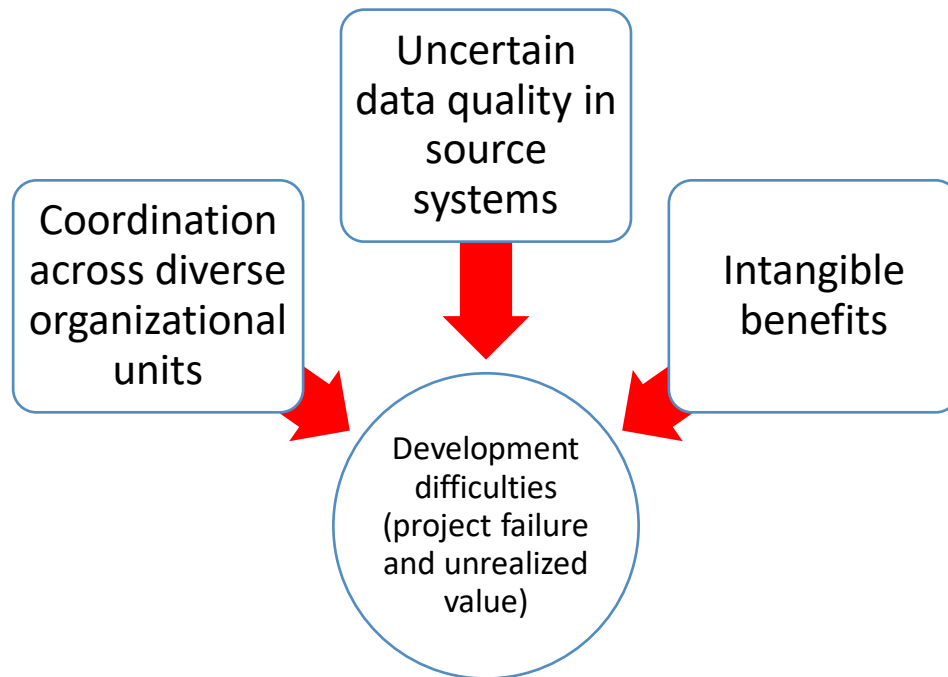 Uncertain
data quality in
source
systems
Coordination
across diverse
organizational
units
Intangible
benefits
Development
difficulties
(project failure
and unrealized
value)